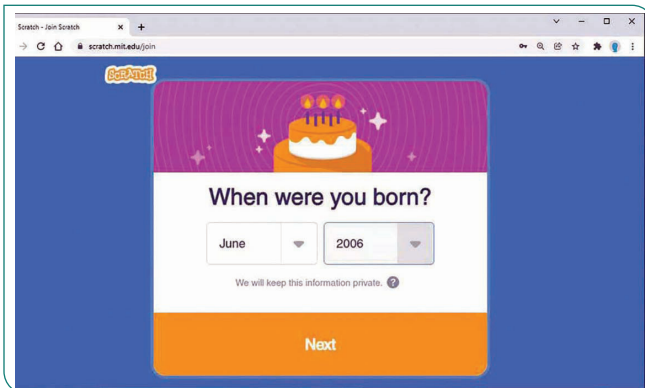 Scratch - Join Scratch
scratch.mit.edu/join
SCRATCH
When were you born?
June 2006
We will keep this information private. ?
Next